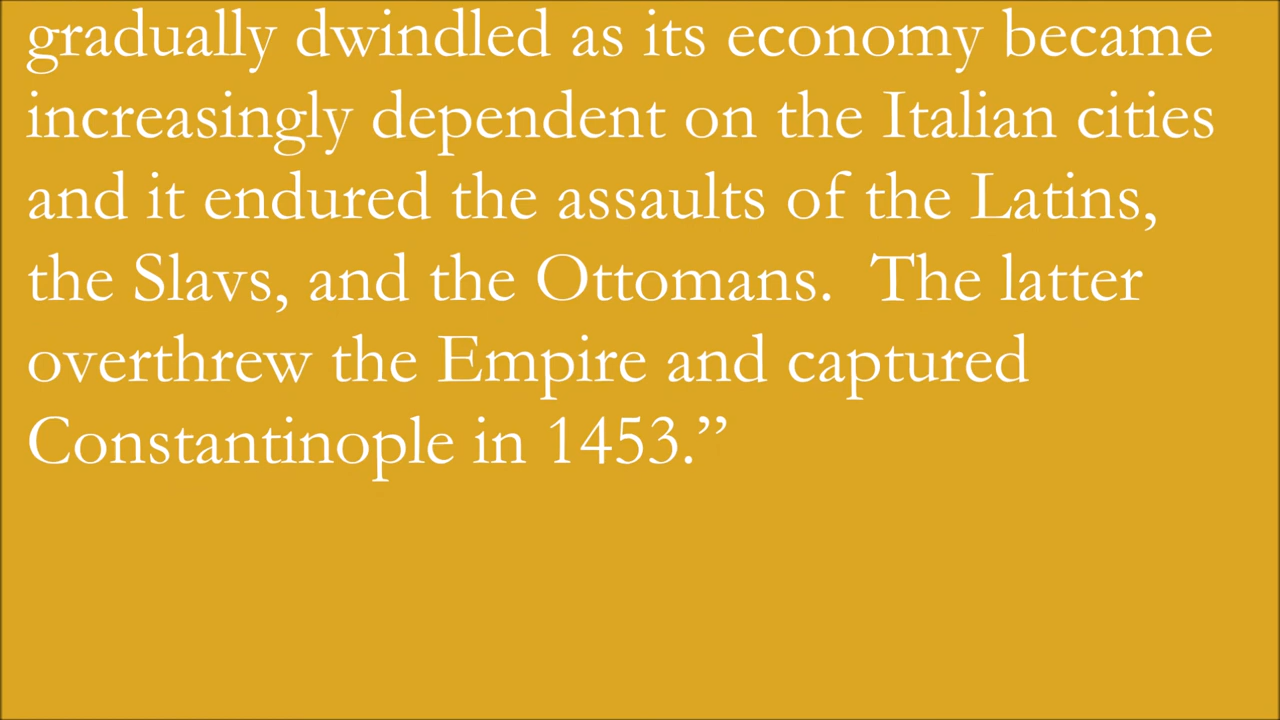 gradually dwindled as its economy became
increasingly dependent on the Italian cities
and it endured the assaults of the Latins,
the Slavs, and the Ottomans.  The latter
overthrew the Empire and captured
Constantinople in 1453.”